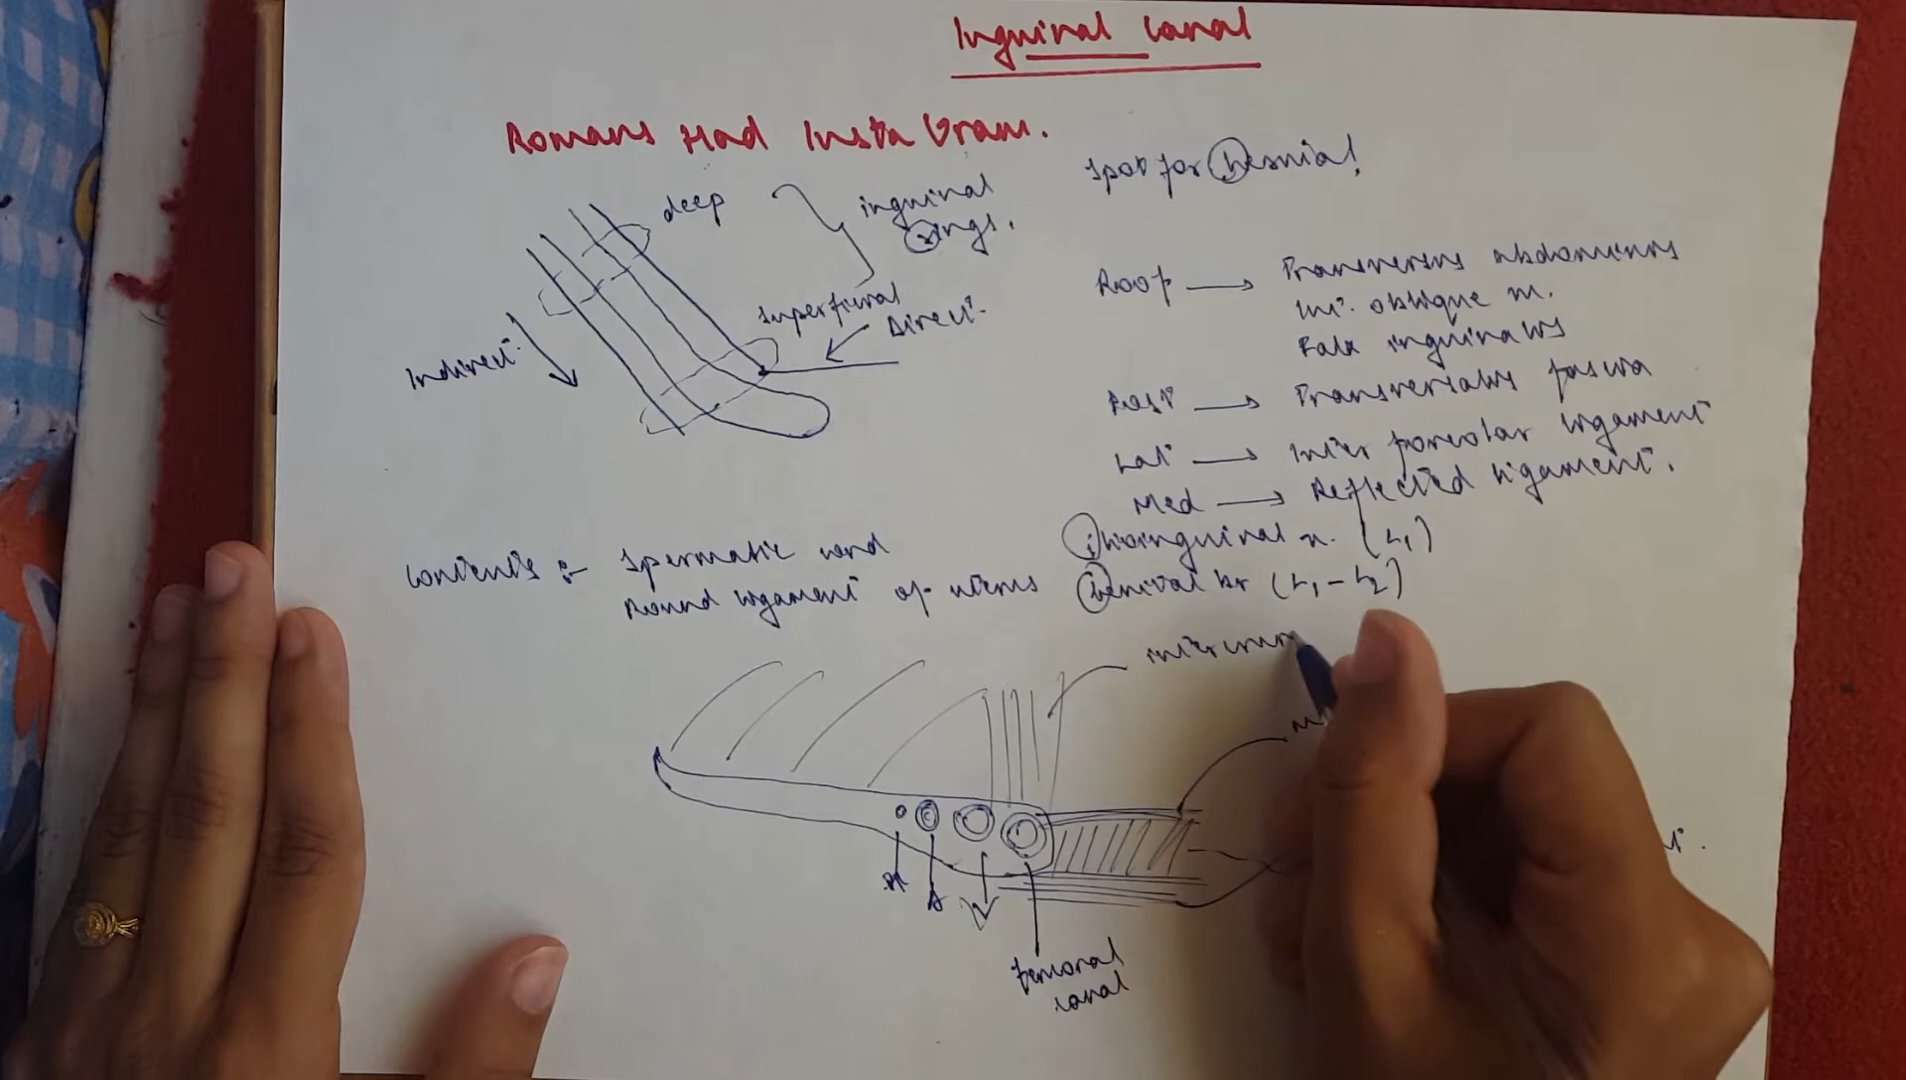 Inguinal canal
Romans Had Insta Gram.
Spot for hernia!
deep
inguinal
rings.
Superficial
Direct.
Indirect.
Roof → Transversus abdominis
Int. oblique m.
Falx inguinalis
Post → Transversalis fascia
Lat → Inter foveolar ligament
Med → Reflected ligament.
Contents :- Spermatic cord
Round ligament of uterus
ilioinguinal n. (L1)
Genital br (L1-L2)
intercrur
N
A
V
femoral
canal